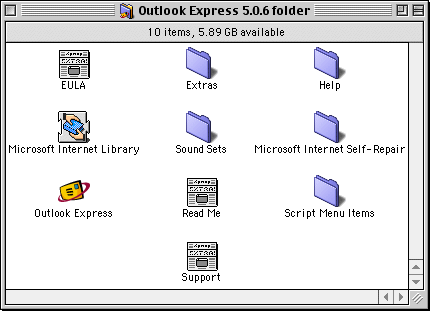 Outlook Express 5.0.6 folder
10 items, 5.89 GB available
EULA
Extras
Help
Microsoft Internet Library
Sound Sets
Microsoft Internet Self-Repair
Outlook Express
Read Me
Script Menu Items
Support